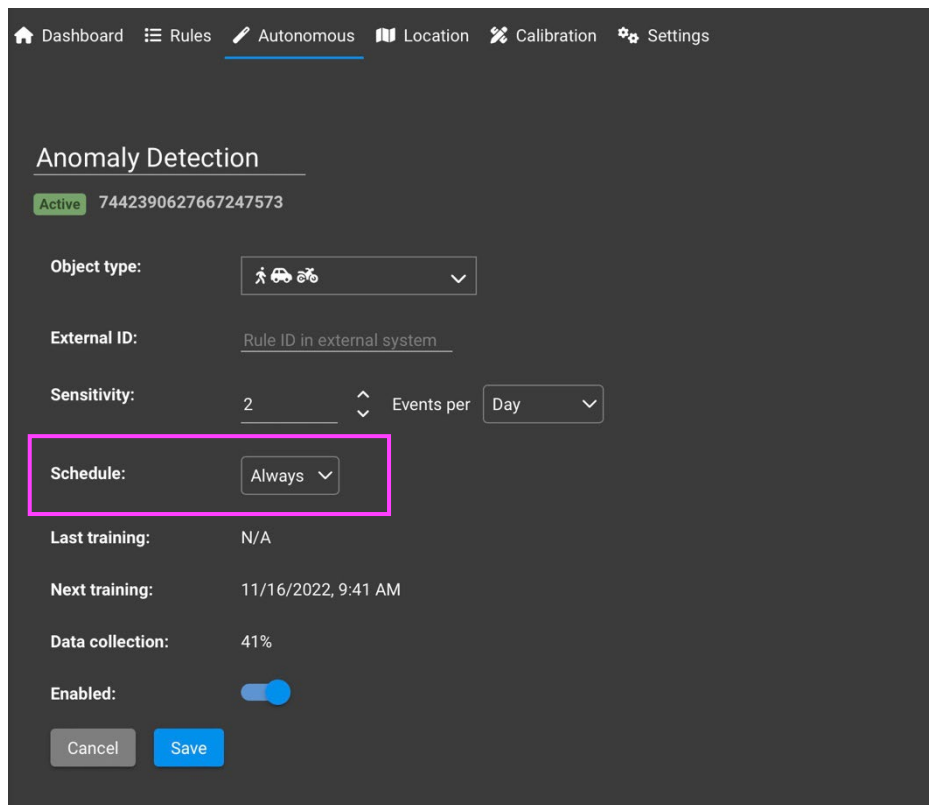 Dashboard Rules Autonomous Location Calibration Settings
Anomaly Detection
Active 7442390627667247573
Object type:
External ID: Rule ID in external system
Sensitivity: 2 Events per Day
Schedule: Always
Last training: N/A
Next training: 11/16/2022, 9:41 AM
Data collection: 41%
Enabled:
Cancel Save